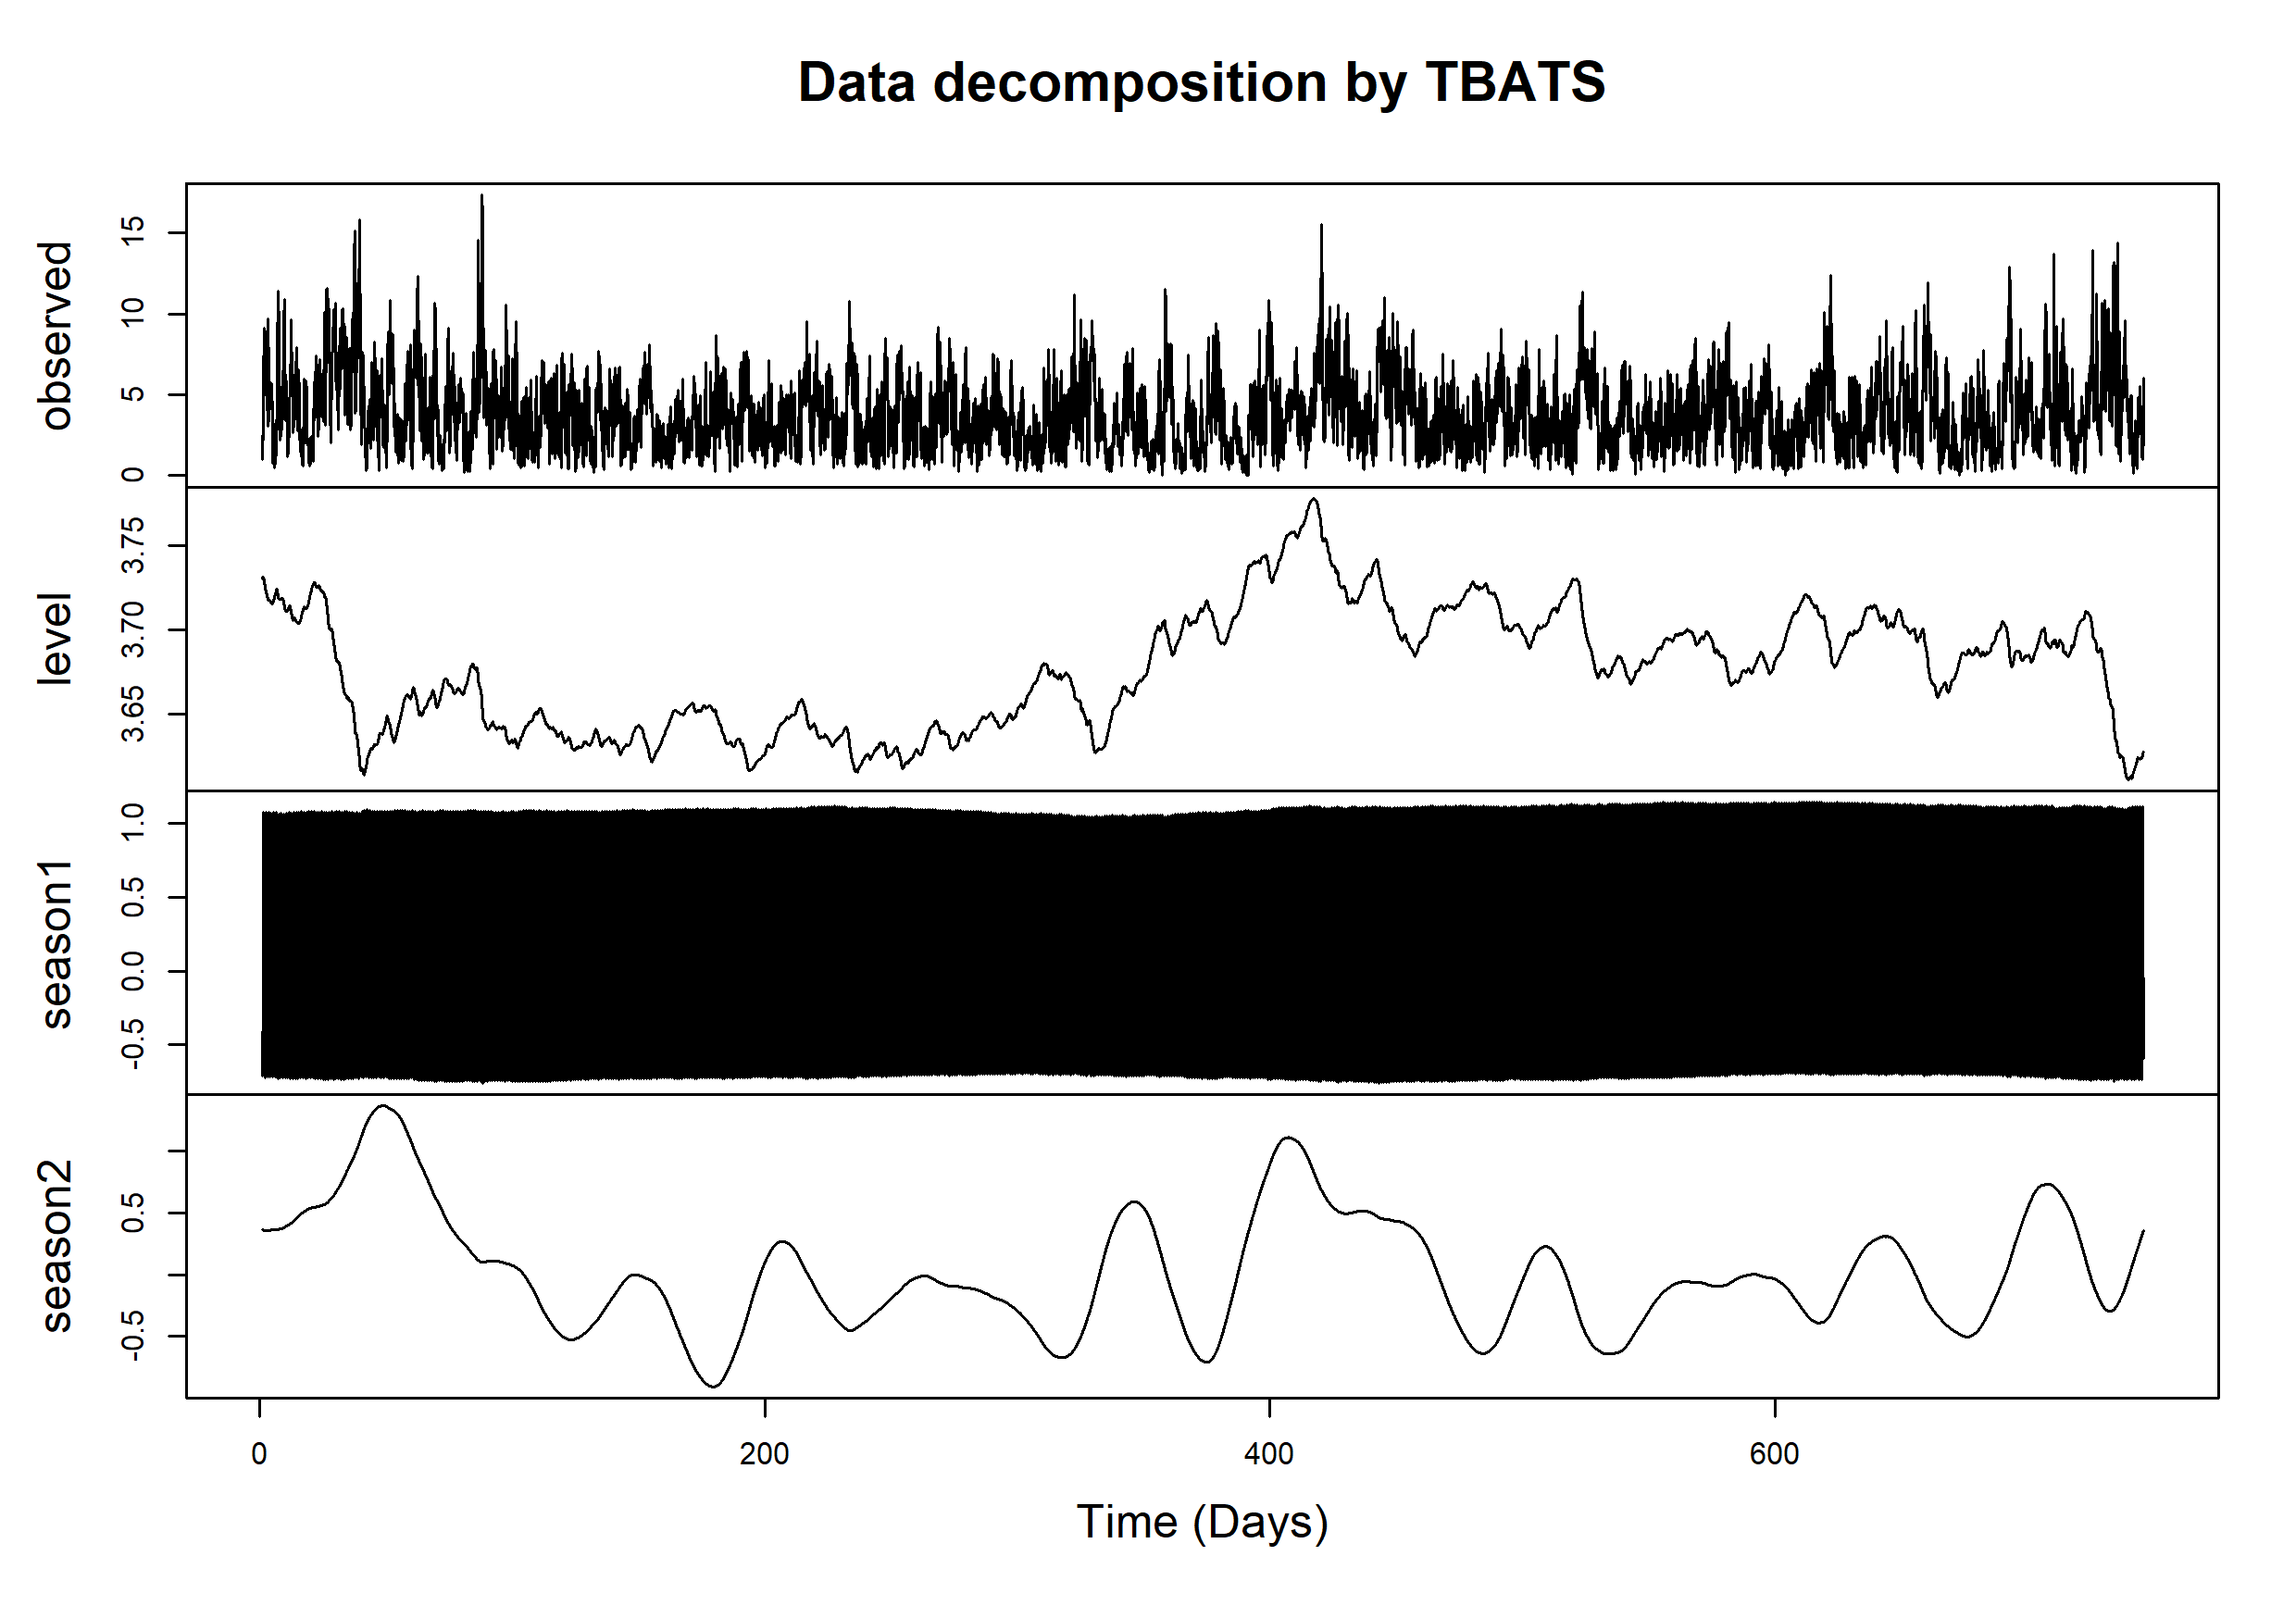 Data decomposition by TBATS
observed
0 5 10 15
level
3.65 3.70 3.75
season1
-0.5 0.0 0.5 1.0
season2
-0.5 0.5
0 200 400 600
Time (Days)